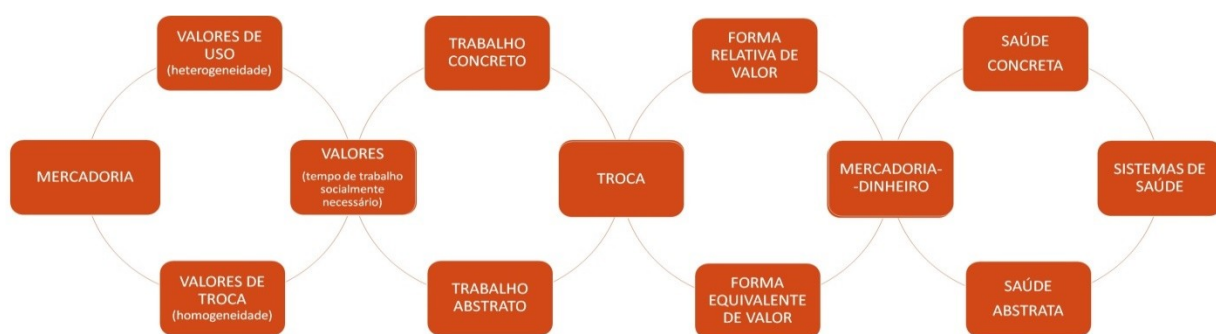 VALORES DE
USO
(heterogeneidade)
TRABALHO
CONCRETO
FORMA
RELATIVA DE
VALOR
SAÚDE
CONCRETA
MERCADORIA
VALORES
(tempo de trabalho
socialmente
necessário)
TROCA
MERCADORIA-
-DINHEIRO
SISTEMAS DE
SAÚDE
VALORES DE
TROCA
(homogeneidade)
TRABALHO
ABSTRATO
FORMA
EQUIVALENTE
DE VALOR
SAÚDE
ABSTRATA